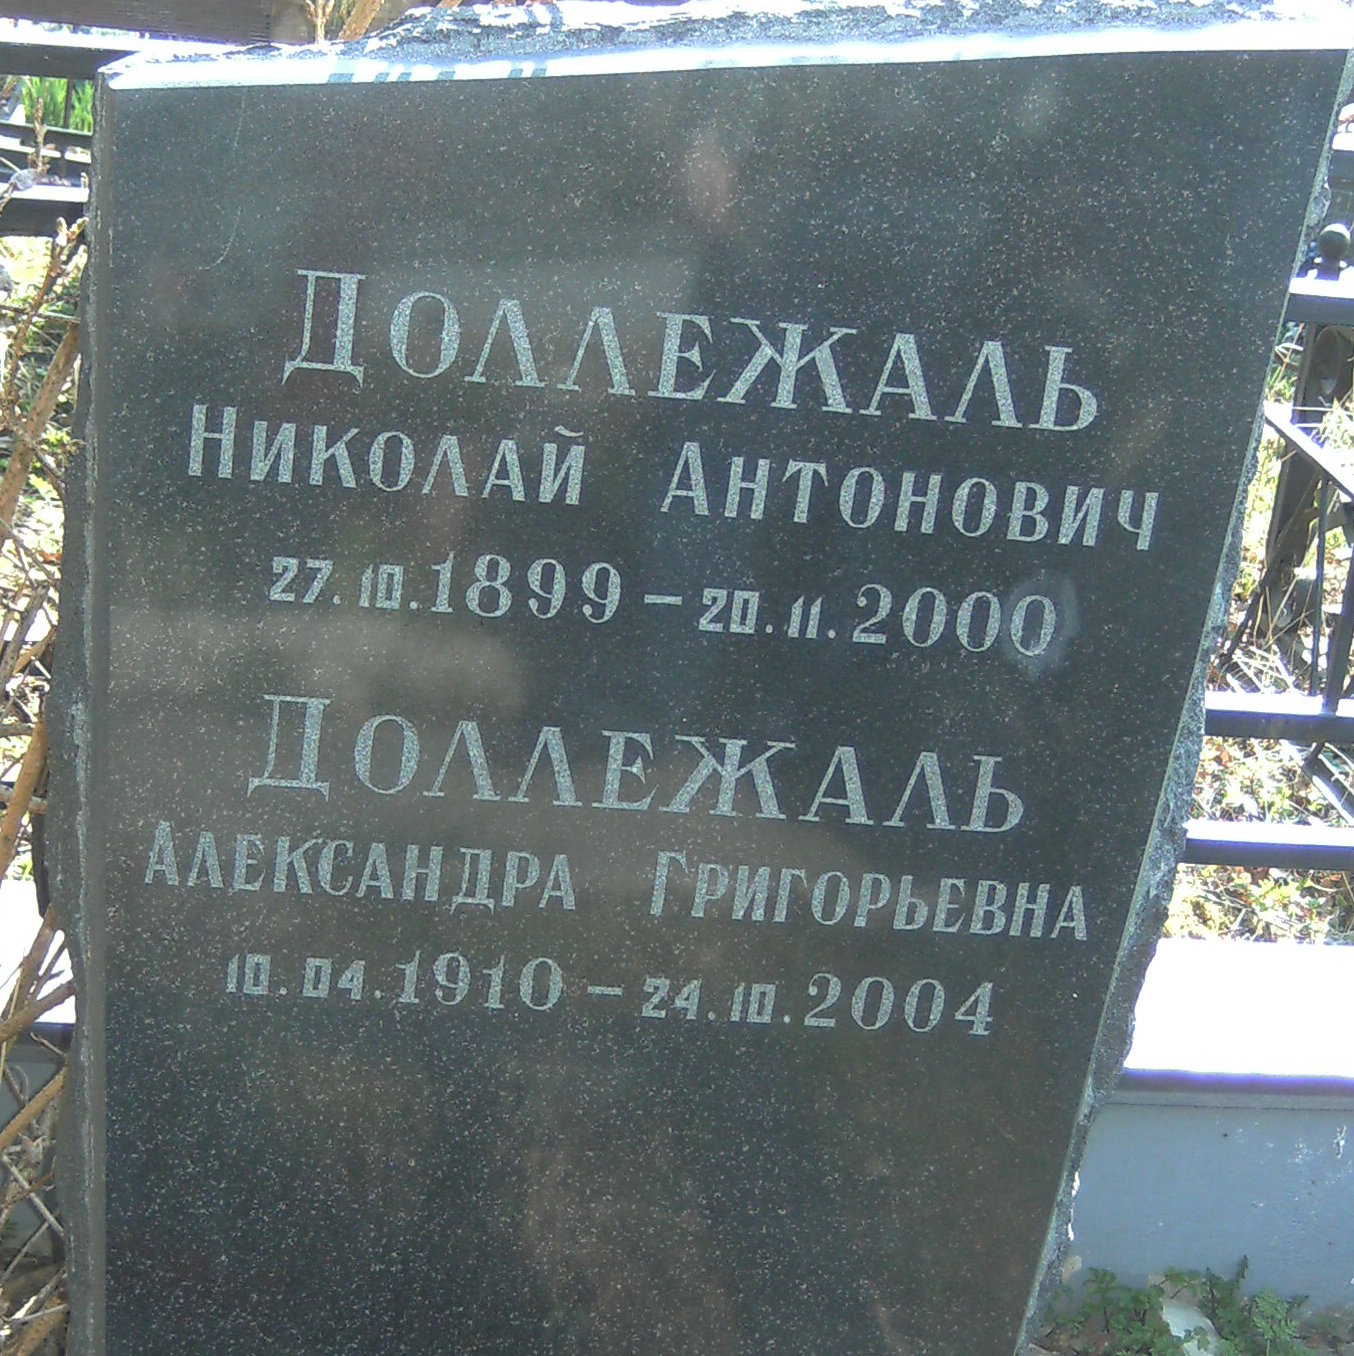 Доллежаль
Николай Антонович
27.10.1899 – 20.11.2000
Доллежаль
Александра Григорьевна
10.04.1910 – 24.10.2004